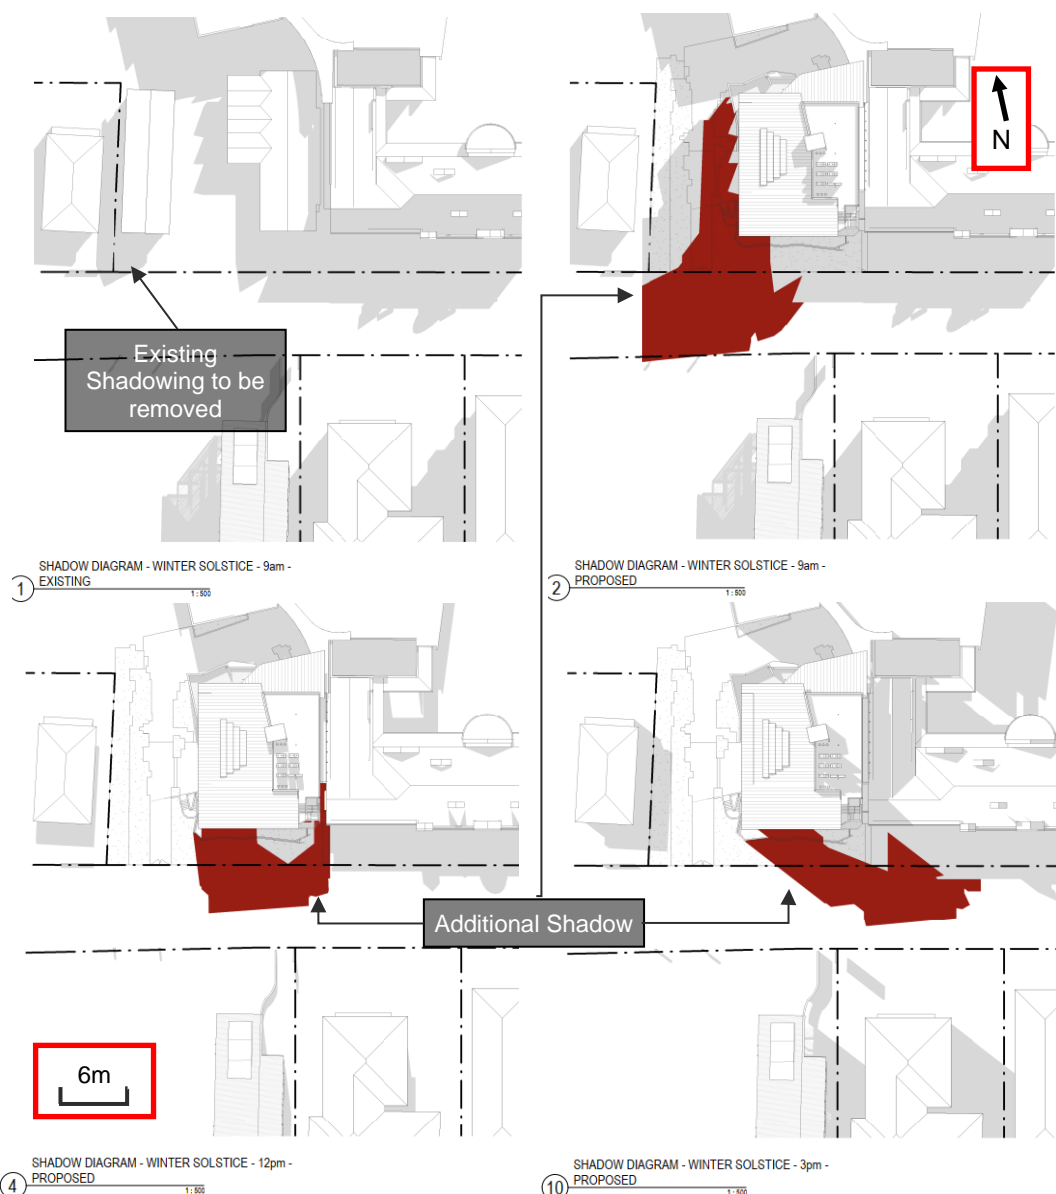 N
Existing
Shadowing to be
removed
SHADOW DIAGRAM - WINTER SOLSTICE - 9am -
EXISTING
1
1 : 500
SHADOW DIAGRAM - WINTER SOLSTICE - 9am -
PROPOSED
2
1 : 500
Additional Shadow
6m
SHADOW DIAGRAM - WINTER SOLSTICE - 12pm -
PROPOSED
4
1 : 500
SHADOW DIAGRAM - WINTER SOLSTICE - 3pm -
PROPOSED
10
1 : 500